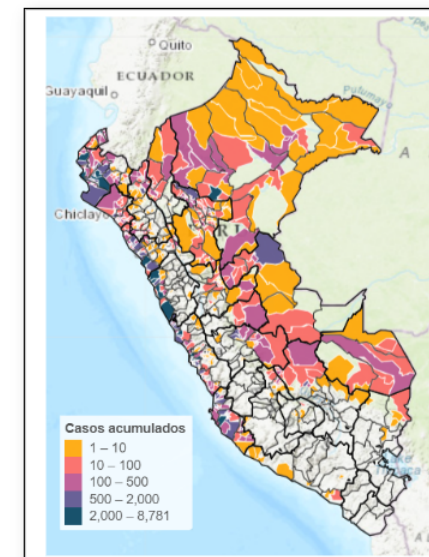 Quito
ECUADOR
Guayaquil
Putumayo
A
Chiclayo
Casos acumulados
1 – 10
10 – 100
100 – 500
500 – 2,000
2,000 – 8,781